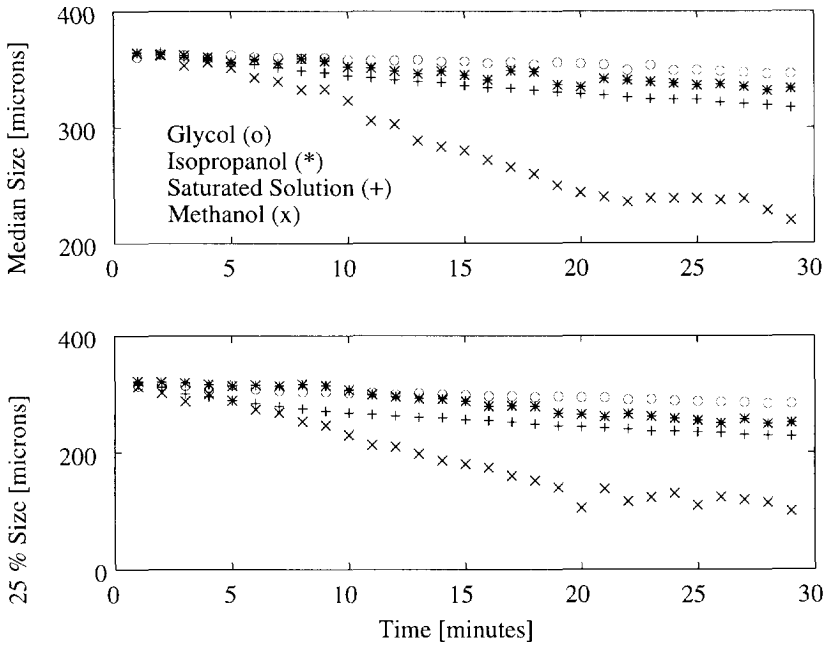 400
300
200
Median Size [microns]
Glycol (o)
Isopropanol (*)
Saturated Solution (+)
Methanol (x)
0 5 10 15 20 25 30
400
200
0
25 % Size [microns]
0 5 10 15 20 25 30
Time [minutes]